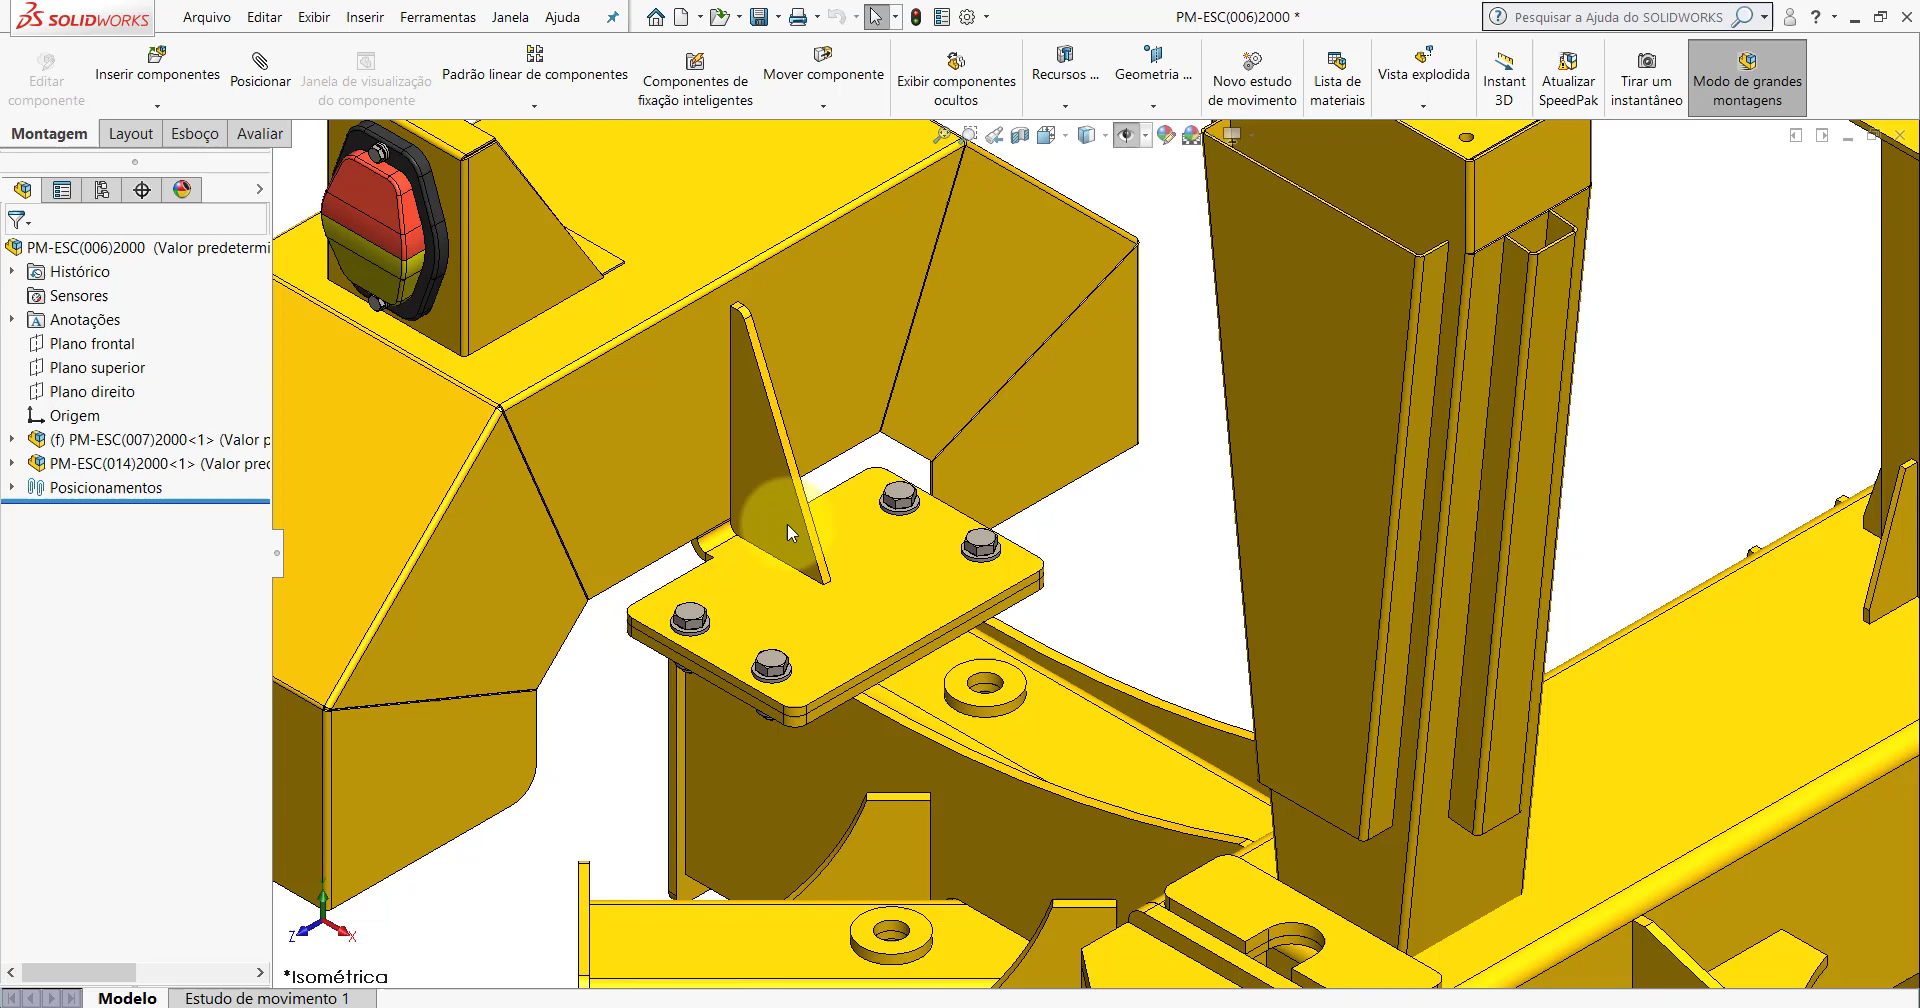 SOLIDWORKS
Arquivo Editar Exibir Inserir Ferramentas Janela Ajuda
PM-ESC(006)2000 *
Pesquisar a Ajuda do SOLIDWORKS
Editar componente
Inserir componentes
Posicionar
Janela de visualização do componente
Padrão linear de componentes
Componentes de fixação inteligentes
Mover componente
Exibir componentes ocultos
Recursos ...
Geometria ...
Novo estudo de movimento
Lista de materiais
Vista explodida
Instant 3D
Atualizar SpeedPak
Tirar um instantâneo
Modo de grandes montagens
Montagem Layout Esboço Avaliar
PM-ESC(006)2000 (Valor predetermi
Histórico
Sensores
Anotações
Plano frontal
Plano superior
Plano direito
Origem
(f) PM-ESC(007)2000<1> (Valor p
PM-ESC(014)2000<1> (Valor pred
Posicionamentos
Z X
*Isométrica
Modelo Estudo de movimento 1